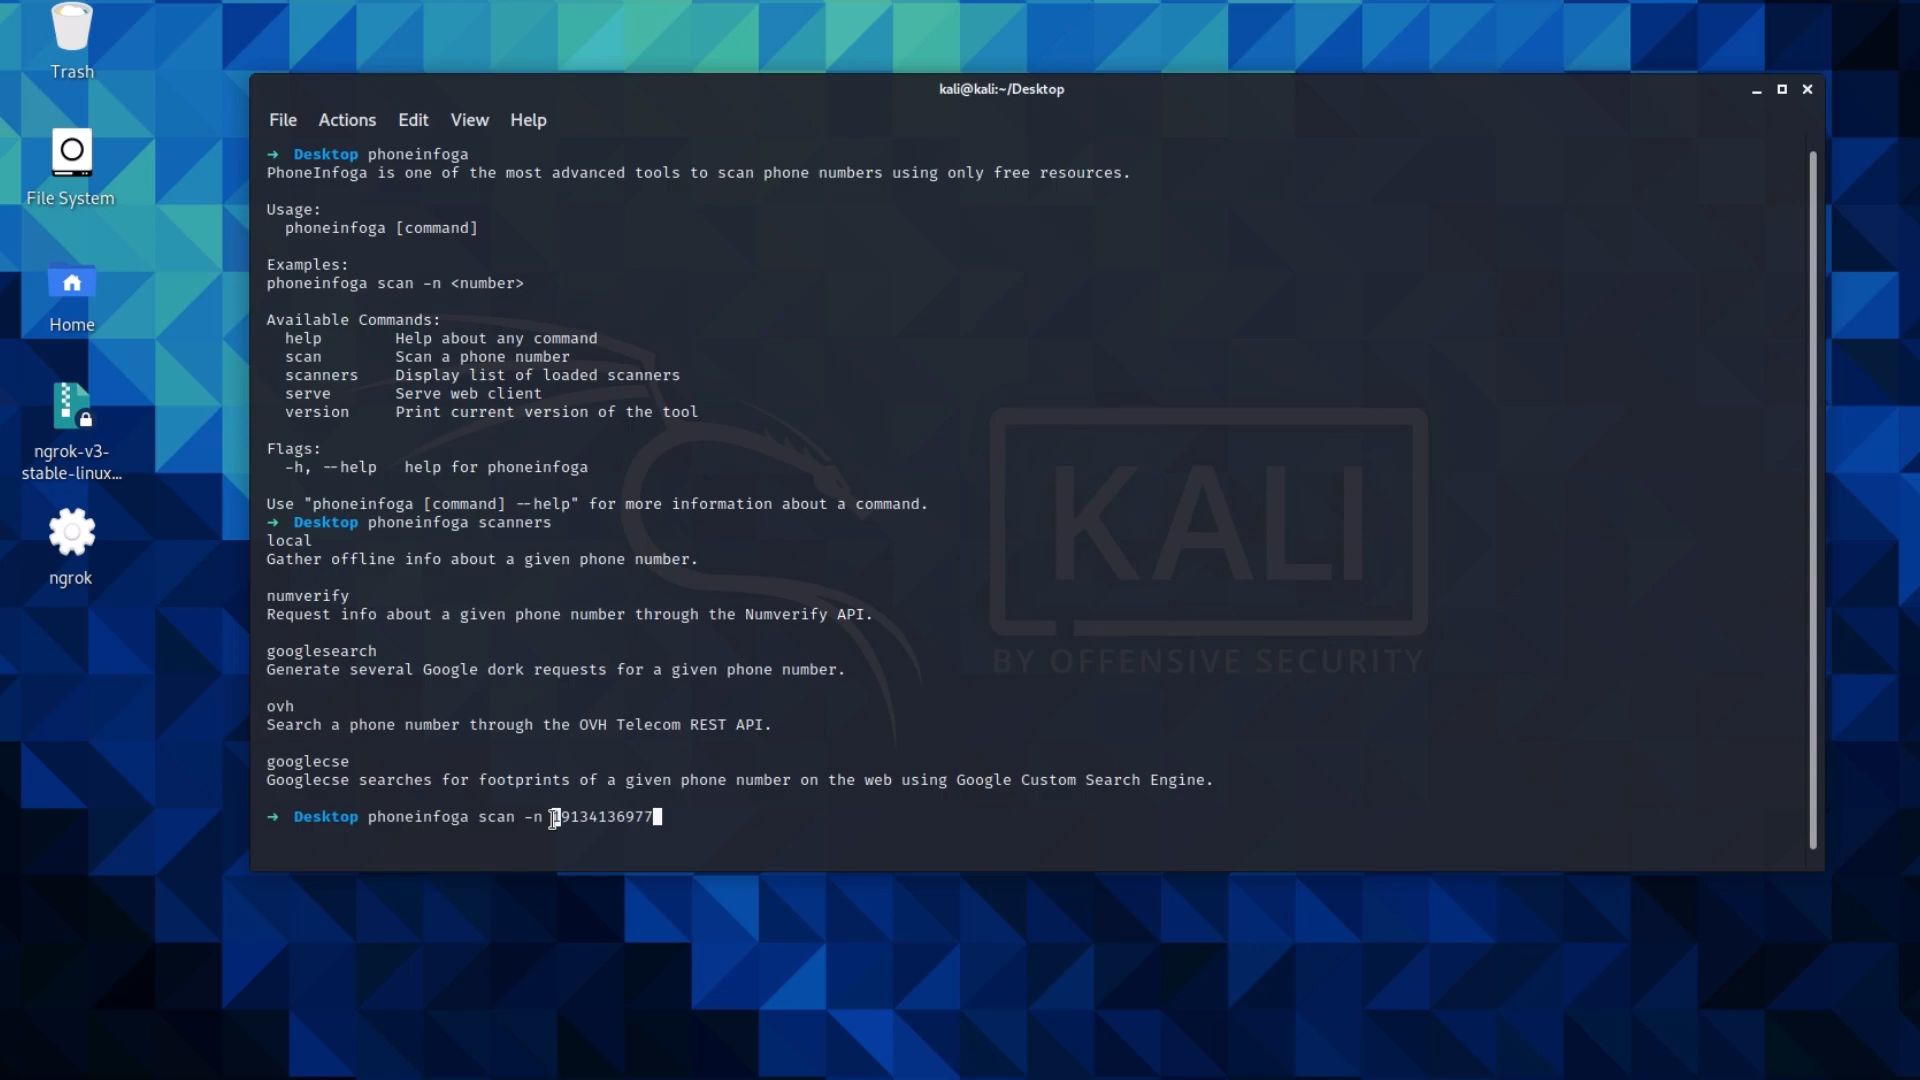 Trash
File System
Home
ngrok-v3-
stable-linux...
ngrok
kali@kali:~/Desktop
File Actions Edit View Help
→ Desktop phoneinfoga
PhoneInfoga is one of the most advanced tools to scan phone numbers using only free resources.
Usage:
phoneinfoga [command]
Examples:
phoneinfoga scan -n <number>
Available Commands:
help Help about any command
scan Scan a phone number
scanners Display list of loaded scanners
serve Serve web client
version Print current version of the tool
Flags:
-h, --help help for phoneinfoga
Use "phoneinfoga [command] --help" for more information about a command.
→ Desktop phoneinfoga scanners
local
Gather offline info about a given phone number.
numverify
Request info about a given phone number through the Numverify API.
googlesearch
Generate several Google dork requests for a given phone number.
ovh
Search a phone number through the OVH Telecom REST API.
googlecse
Googlecse searches for footprints of a given phone number on the web using Google Custom Search Engine.
→ Desktop phoneinfoga scan -n 19134136977
KALI
BY OFFENSIVE SECURITY